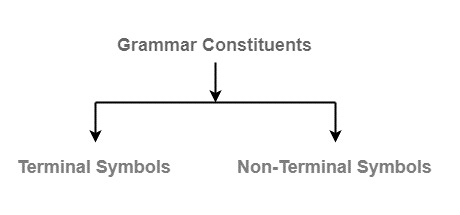 Grammar Constituents
Terminal Symbols
Non-Terminal Symbols